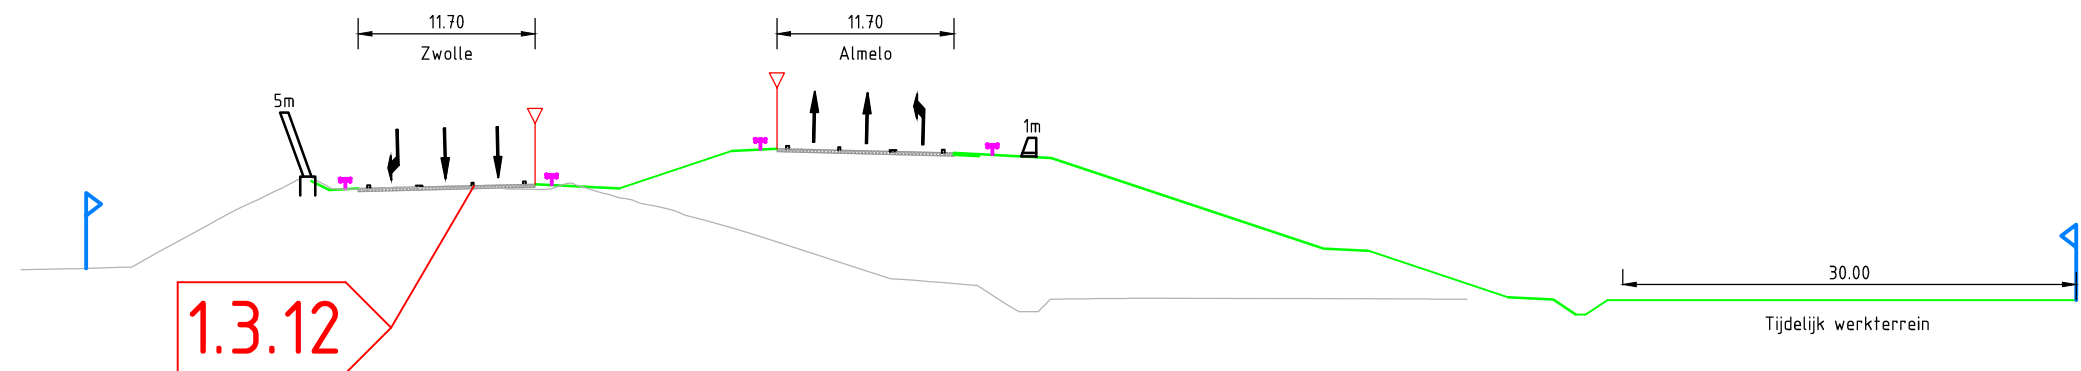 11.70
Zwolle
11.70
Almelo
5m
1m
1.3.12
30.00
Tijdelijk werkterrein